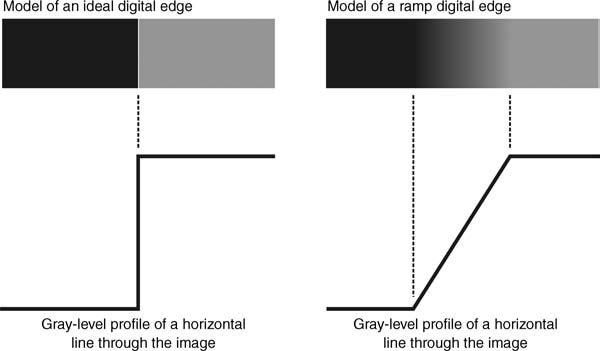 Model of an ideal digital edge
Model of a ramp digital edge
Gray-level profile of a horizontal
line through the image
Gray-level profile of a horizontal
line through the image